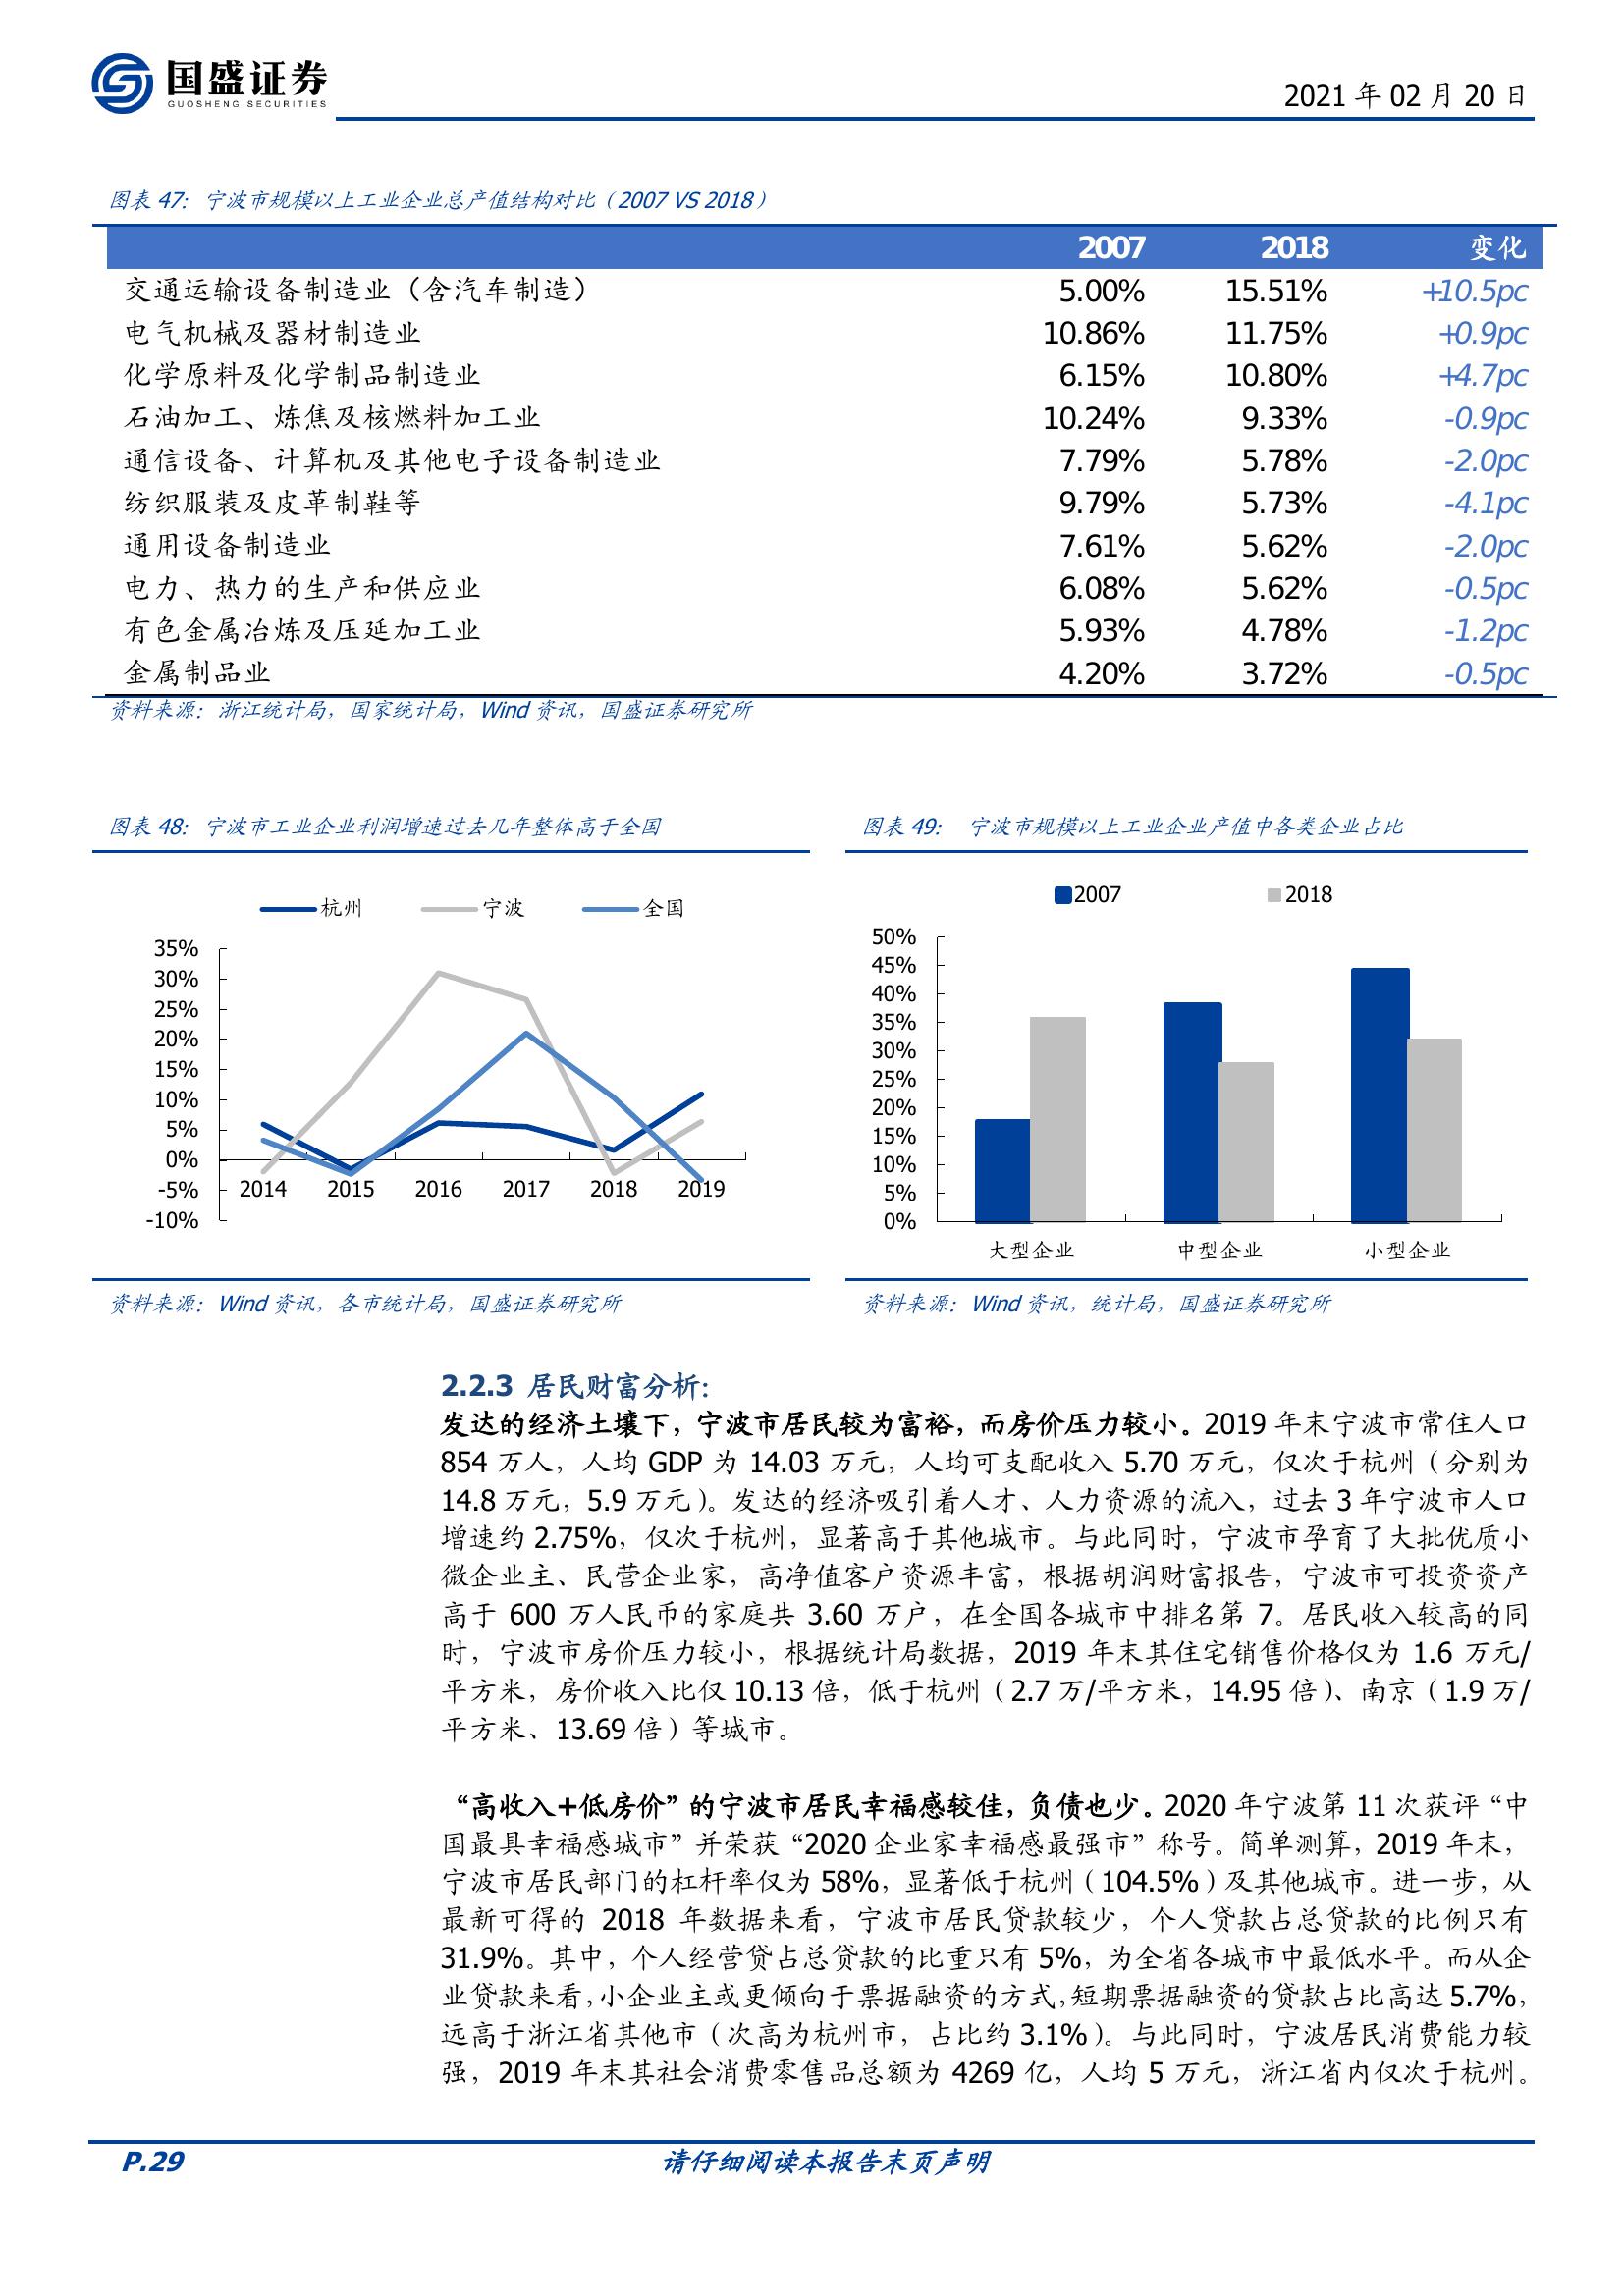 国盛证券
GUOSHENG SECURITIES
2021 年 02 月 20 日
图表 47：宁波市规模以上工业企业总产值结构对比（2007 VS 2018）
2007 2018 变化
交通运输设备制造业（含汽车制造） 5.00% 15.51% +10.5pc
电气机械及器材制造业 10.86% 11.75% +0.9pc
化学原料及化学制品制造业 6.15% 10.80% +4.7pc
石油加工、炼焦及核燃料加工业 10.24% 9.33% -0.9pc
通信设备、计算机及其他电子设备制造业 7.79% 5.78% -2.0pc
纺织服装及皮革制鞋等 9.79% 5.73% -4.1pc
通用设备制造业 7.61% 5.62% -2.0pc
电力、热力的生产和供应业 6.08% 5.62% -0.5pc
有色金属冶炼及压延加工业 5.93% 4.78% -1.2pc
金属制品业 4.20% 3.72% -0.5pc
资料来源：浙江统计局，国家统计局，Wind 资讯，国盛证券研究所
图表 48：宁波市工业企业利润增速过去几年整体高于全国
杭州 宁波 全国
35%
30%
25%
20%
15%
10%
5%
0%
-5%
-10%
2014 2015 2016 2017 2018 2019
资料来源：Wind 资讯，各市统计局，国盛证券研究所
图表 49： 宁波市规模以上工业企业产值中各类企业占比
2007 2018
50%
45%
40%
35%
30%
25%
20%
15%
10%
5%
0%
大型企业 中型企业 小型企业
资料来源：Wind 资讯，统计局，国盛证券研究所
2.2.3 居民财富分析：
发达的经济土壤下，宁波市居民较为富裕，而房价压力较小。2019 年末宁波市常住人口
854 万人，人均 GDP 为 14.03 万元，人均可支配收入 5.70 万元，仅次于杭州（分别为
14.8 万元，5.9 万元）。发达的经济吸引着人才、人力资源的流入，过去 3 年宁波市人口
增速约 2.75%，仅次于杭州，显著高于其他城市。与此同时，宁波市孕育了大批优质小
微企业主、民营企业家，高净值客户资源丰富，根据胡润财富报告，宁波市可投资资产
高于 600 万人民币的家庭共 3.60 万户，在全国各城市中排名第 7。居民收入较高的同
时，宁波市房价压力较小，根据统计局数据，2019 年末其住宅销售价格仅为 1.6 万元/
平方米，房价收入比仅 10.13 倍，低于杭州（2.7 万/平方米，14.95 倍）、南京（1.9 万/
平方米、13.69 倍）等城市。
“高收入+低房价”的宁波市居民幸福感较佳，负债也少。2020 年宁波第 11 次获评“中
国最具幸福感城市”并荣获“2020 企业家幸福感最强市”称号。简单测算，2019 年末，
宁波市居民部门的杠杆率仅为 58%，显著低于杭州（104.5%）及其他城市。进一步，从
最新可得的 2018 年数据来看，宁波市居民贷款较少，个人贷款占总贷款的比例只有
31.9%。其中，个人经营贷占总贷款的比重只有 5%，为全省各城市中最低水平。而从企
业贷款来看，小企业主或更倾向于票据融资的方式，短期票据融资的贷款占比高达 5.7%，
远高于浙江省其他市（次高为杭州市，占比约 3.1%）。与此同时，宁波居民消费能力较
强，2019 年末其社会消费零售品总额为 4269 亿，人均 5 万元，浙江省内仅次于杭州。
P.29 请仔细阅读本报告末页声明